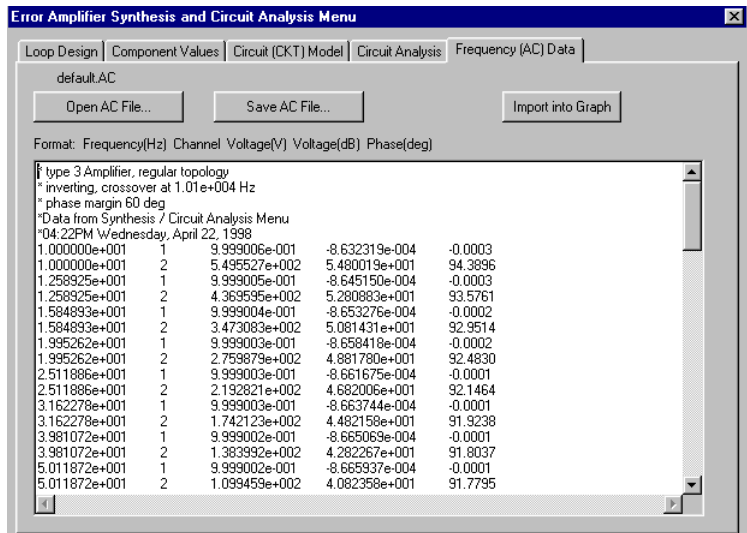 Error Amplifier Synthesis and Circuit Analysis Menu
Loop Design Component Values Circuit (CKT) Model Circuit Analysis Frequency (AC) Data
default.AC
Open AC File... Save AC File... Import into Graph
Format: Frequency(Hz) Channel Voltage(V) Voltage(dB) Phase(deg)
* type 3 Amplifier, regular topology
* inverting, crossover at 1.01e+004 Hz
* phase margin 60 deg
*Data from Synthesis / Circuit Analysis Menu
*04:22PM Wednesday, April 22, 1998
1.000000e+001 1 9.999006e-001 -8.632319e-004 -0.0003
1.000000e+001 2 5.495527e+002 5.480019e+001 94.3896
1.258925e+001 1 9.999005e-001 -8.645150e-004 -0.0003
1.258925e+001 2 4.369595e+002 5.280883e+001 93.5761
1.584893e+001 1 9.999004e-001 -8.653276e-004 -0.0002
1.584893e+001 2 3.473083e+002 5.081431e+001 92.9514
1.995262e+001 1 9.999003e-001 -8.658418e-004 -0.0002
1.995262e+001 2 2.759879e+002 4.881780e+001 92.4830
2.511886e+001 1 9.999003e-001 -8.661675e-004 -0.0001
2.511886e+001 2 2.192821e+002 4.682006e+001 92.1464
3.162278e+001 1 9.999003e-001 -8.663744e-004 -0.0001
3.162278e+001 2 1.742123e+002 4.482158e+001 91.9238
3.981072e+001 1 9.999002e-001 -8.665069e-004 -0.0001
3.981072e+001 2 1.383992e+002 4.282267e+001 91.8037
5.011872e+001 1 9.999002e-001 -8.665937e-004 -0.0001
5.011872e+001 2 1.099459e+002 4.082358e+001 91.7795